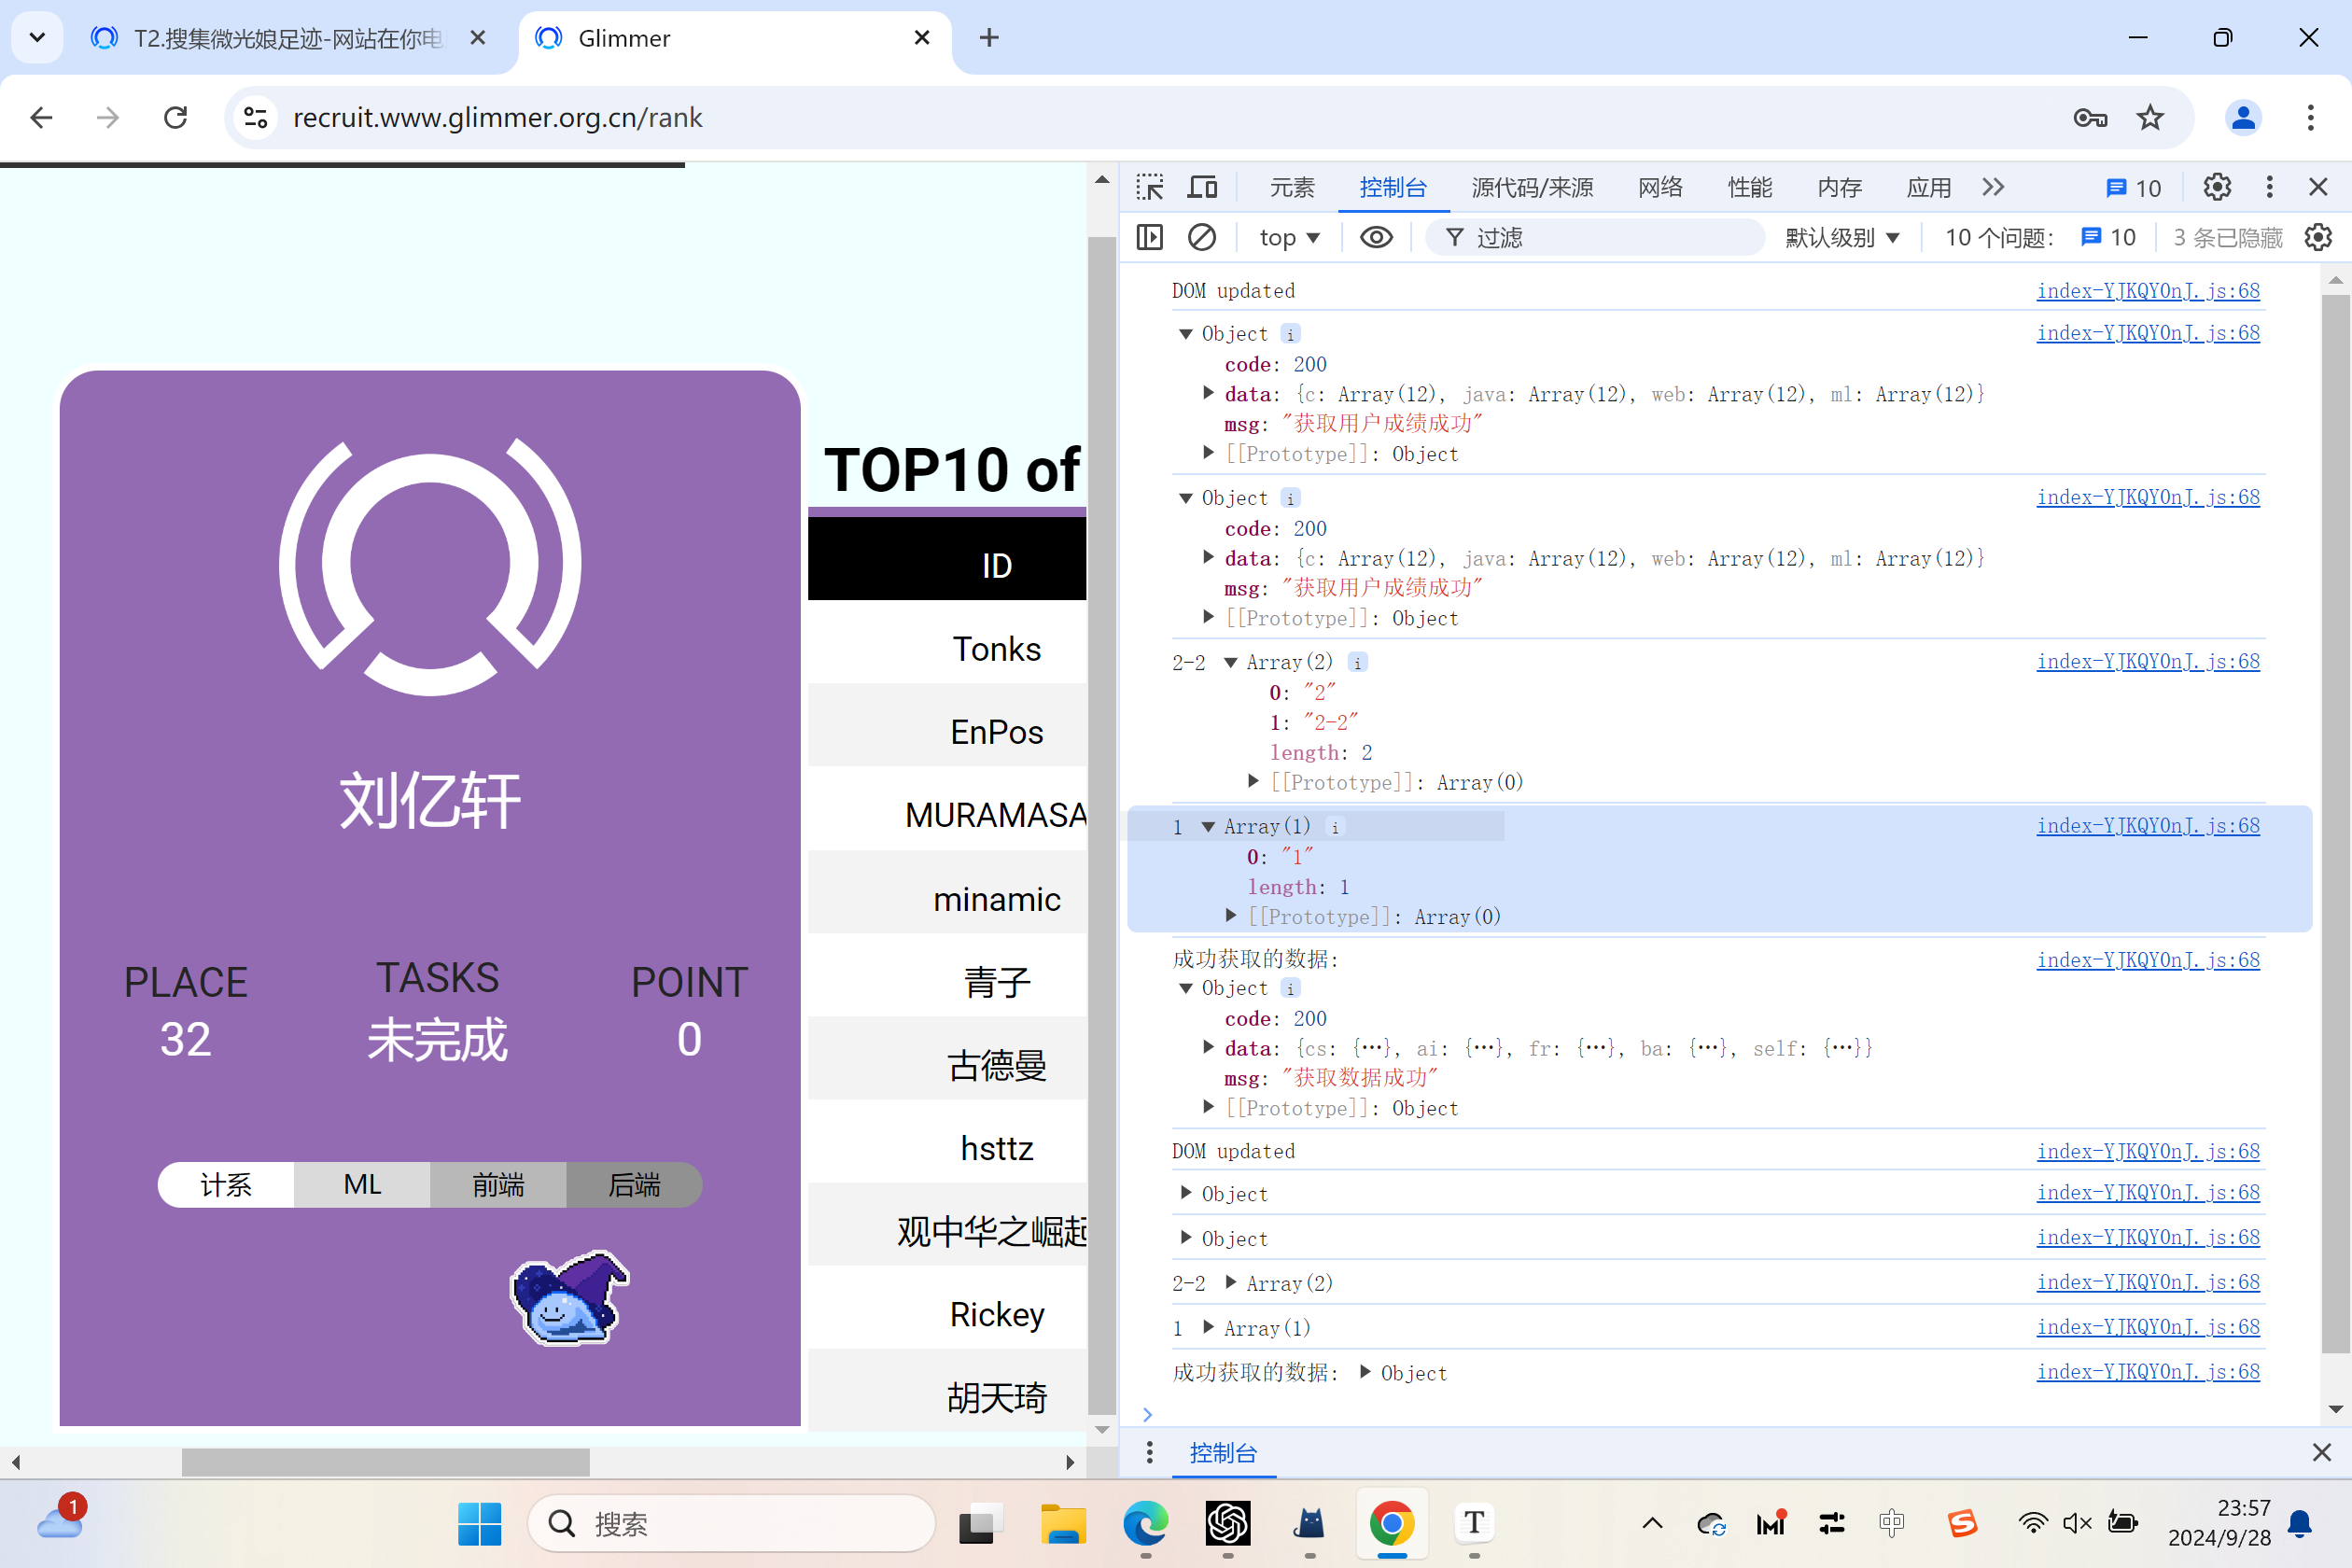 T2.搜集微光娘足迹-网站在你电
Glimmer
recruit.www.glimmer.org.cn/rank
TOP10 of
ID
Tonks
EnPos
MURAMASA
minamic
青子
古德曼
hsttz
观中华之崛起
Rickey
胡天琦
刘亿轩
PLACE
TASKS
POINT
32
未完成
0
计系
ML
前端
后端
元素
控制台
源代码/来源
网络
性能
内存
应用
10
top
过滤
默认级别
10 个问题:
10
3 条已隐藏
DOM updated index-YJKQYOnJ.js:68
Object i index-YJKQYOnJ.js:68
code: 200
data: {c: Array(12), java: Array(12), web: Array(12), ml: Array(12)}
msg: "获取用户成绩成功"
[[Prototype]]: Object
Object i index-YJKQYOnJ.js:68
code: 200
data: {c: Array(12), java: Array(12), web: Array(12), ml: Array(12)}
msg: "获取用户成绩成功"
[[Prototype]]: Object
2-2 Array(2) i index-YJKQYOnJ.js:68
0: "2"
1: "2-2"
length: 2
[[Prototype]]: Array(0)
1 Array(1) i index-YJKQYOnJ.js:68
0: "1"
length: 1
[[Prototype]]: Array(0)
成功获取的数据: index-YJKQYOnJ.js:68
Object i
code: 200
data: {cs: {…}, ai: {…}, fr: {…}, ba: {…}, self: {…}}
msg: "获取数据成功"
[[Prototype]]: Object
DOM updated index-YJKQYOnJ.js:68
Object index-YJKQYOnJ.js:68
Object index-YJKQYOnJ.js:68
2-2 Array(2) index-YJKQYOnJ.js:68
1 Array(1) index-YJKQYOnJ.js:68
成功获取的数据: Object index-YJKQYOnJ.js:68
控制台
1
搜索
T
中
23:57
2024/9/28